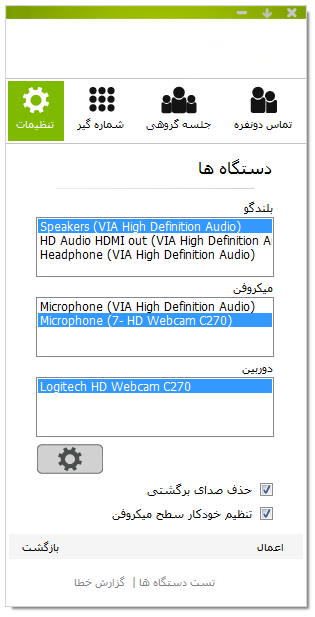 تماس دونفره
جلسه گروهی
شماره گیر
تنظیمات
دستگاه ها
بلندگو
Speakers (VIA High Definition Audio)
HD Audio HDMI out (VIA High Definition A
Headphone (VIA High Definition Audio)
میکروفن
Microphone (VIA High Definition Audio)
Microphone (7- HD Webcam C270)
دوربین
Logitech HD Webcam C270
حذف صدای برگشتی
تنظیم خودکار سطح میکروفن
اعمال بازگشت
تست دستگاه ها | گزارش خطا